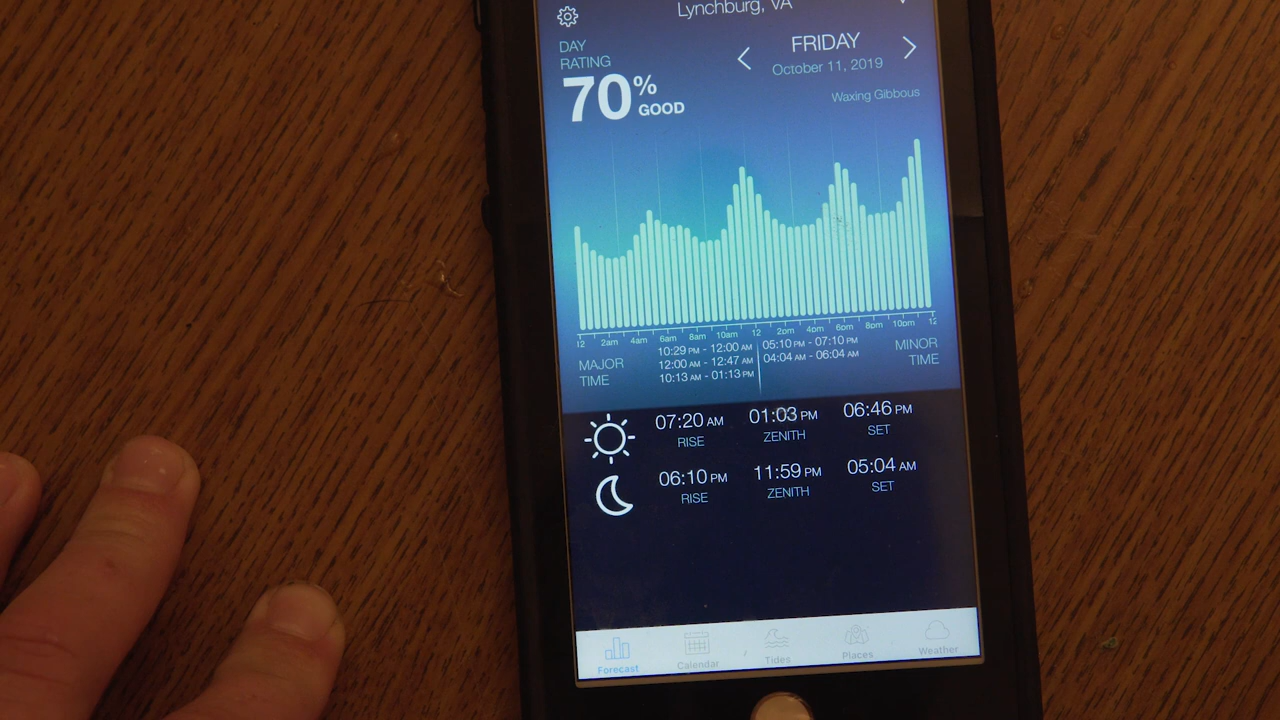 Lynchburg, VA
DAY
RATING
70%
GOOD
FRIDAY
October 11, 2019
Waxing Gibbous
12 2am 4am 6am 8am 10am 12 2pm 4pm 6pm 8pm 10pm 12
MAJOR
TIME
10:29 PM - 12:00 AM
12:00 AM - 12:47 AM
10:13 AM - 01:13 PM
05:10 PM - 07:10 PM
04:04 AM - 06:04 AM
MINOR
TIME
07:20 AM 01:03 PM 06:46 PM
RISE ZENITH SET
06:10 PM 11:59 PM 05:04 AM
RISE ZENITH SET
Forecast Calendar Tides Places Weather